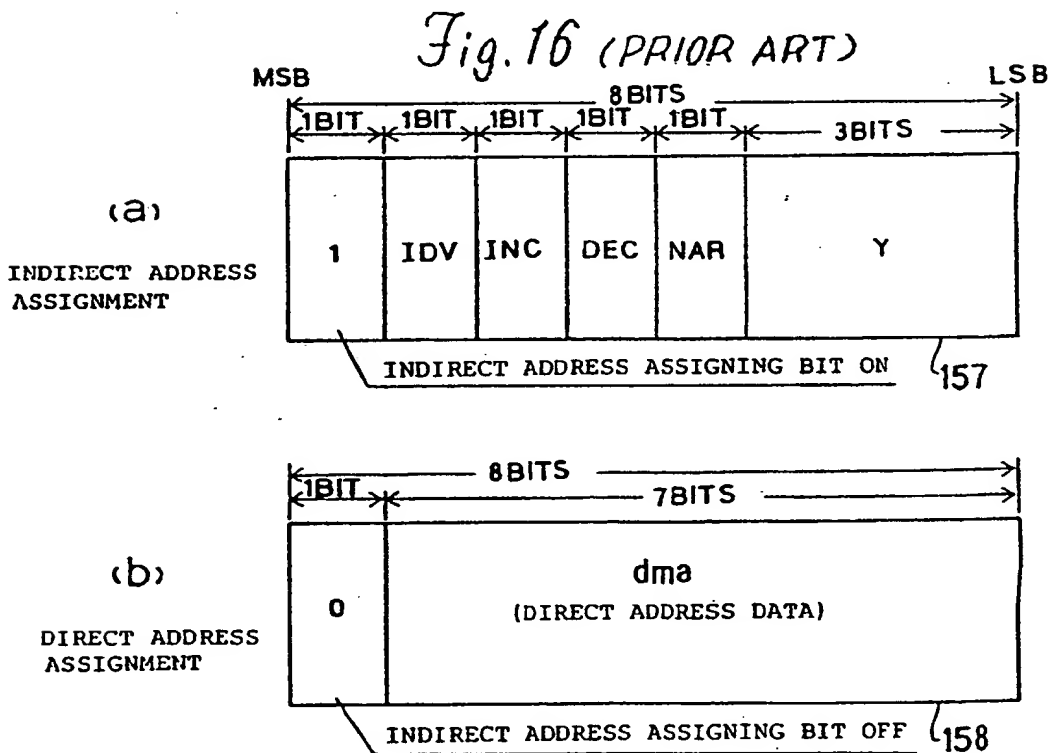 Fig. 16 (PRIOR ART)
MSB LSB
8BITS
1BIT 1BIT 1BIT 1BIT 1BIT 3BITS
(a)
INDIRECT ADDRESS
ASSIGNMENT
1 IDV INC DEC NAR Y
INDIRECT ADDRESS ASSIGNING BIT ON 157
8BITS
1BIT 7BITS
(b)
DIRECT ADDRESS
ASSIGNMENT
0 dma
(DIRECT ADDRESS DATA)
INDIRECT ADDRESS ASSIGNING BIT OFF 158